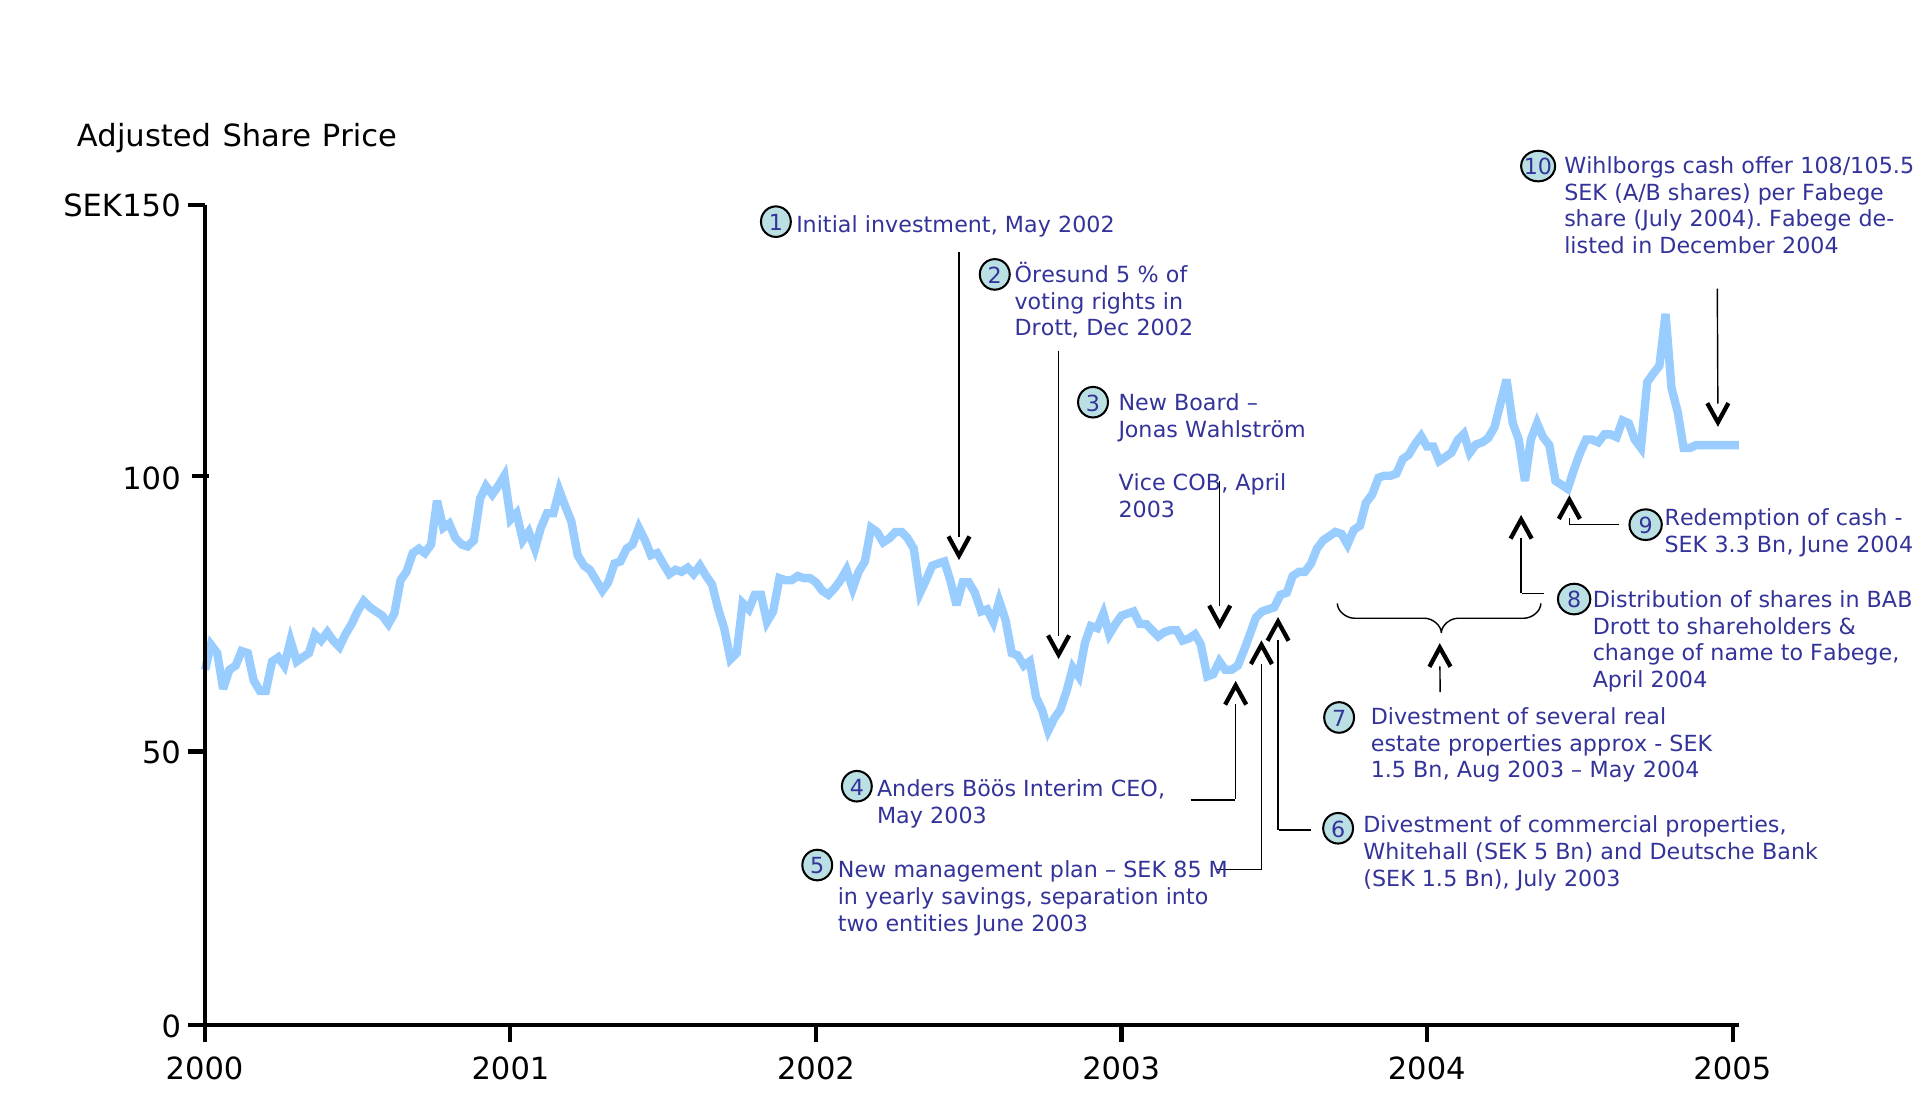 Adjusted Share Price
SEK150
100
50
0
2000
2001
2002
2003
2004
2005
1
Initial investment, May 2002
2
Öresund 5 % of
voting rights in
Drott, Dec 2002
3
New Board –
Jonas Wahlström
Vice COB, April
2003
4
Anders Böös Interim CEO,
May 2003
5
New management plan – SEK 85 M
in yearly savings, separation into
two entities June 2003
6
Divestment of commercial properties,
Whitehall (SEK 5 Bn) and Deutsche Bank
(SEK 1.5 Bn), July 2003
7
Divestment of several real
estate properties approx - SEK
1.5 Bn, Aug 2003 – May 2004
8
Distribution of shares in BAB
Drott to shareholders &
change of name to Fabege,
April 2004
9
Redemption of cash -
SEK 3.3 Bn, June 2004
10
Wihlborgs cash offer 108/105.5
SEK (A/B shares) per Fabege
share (July 2004). Fabege de-
listed in December 2004